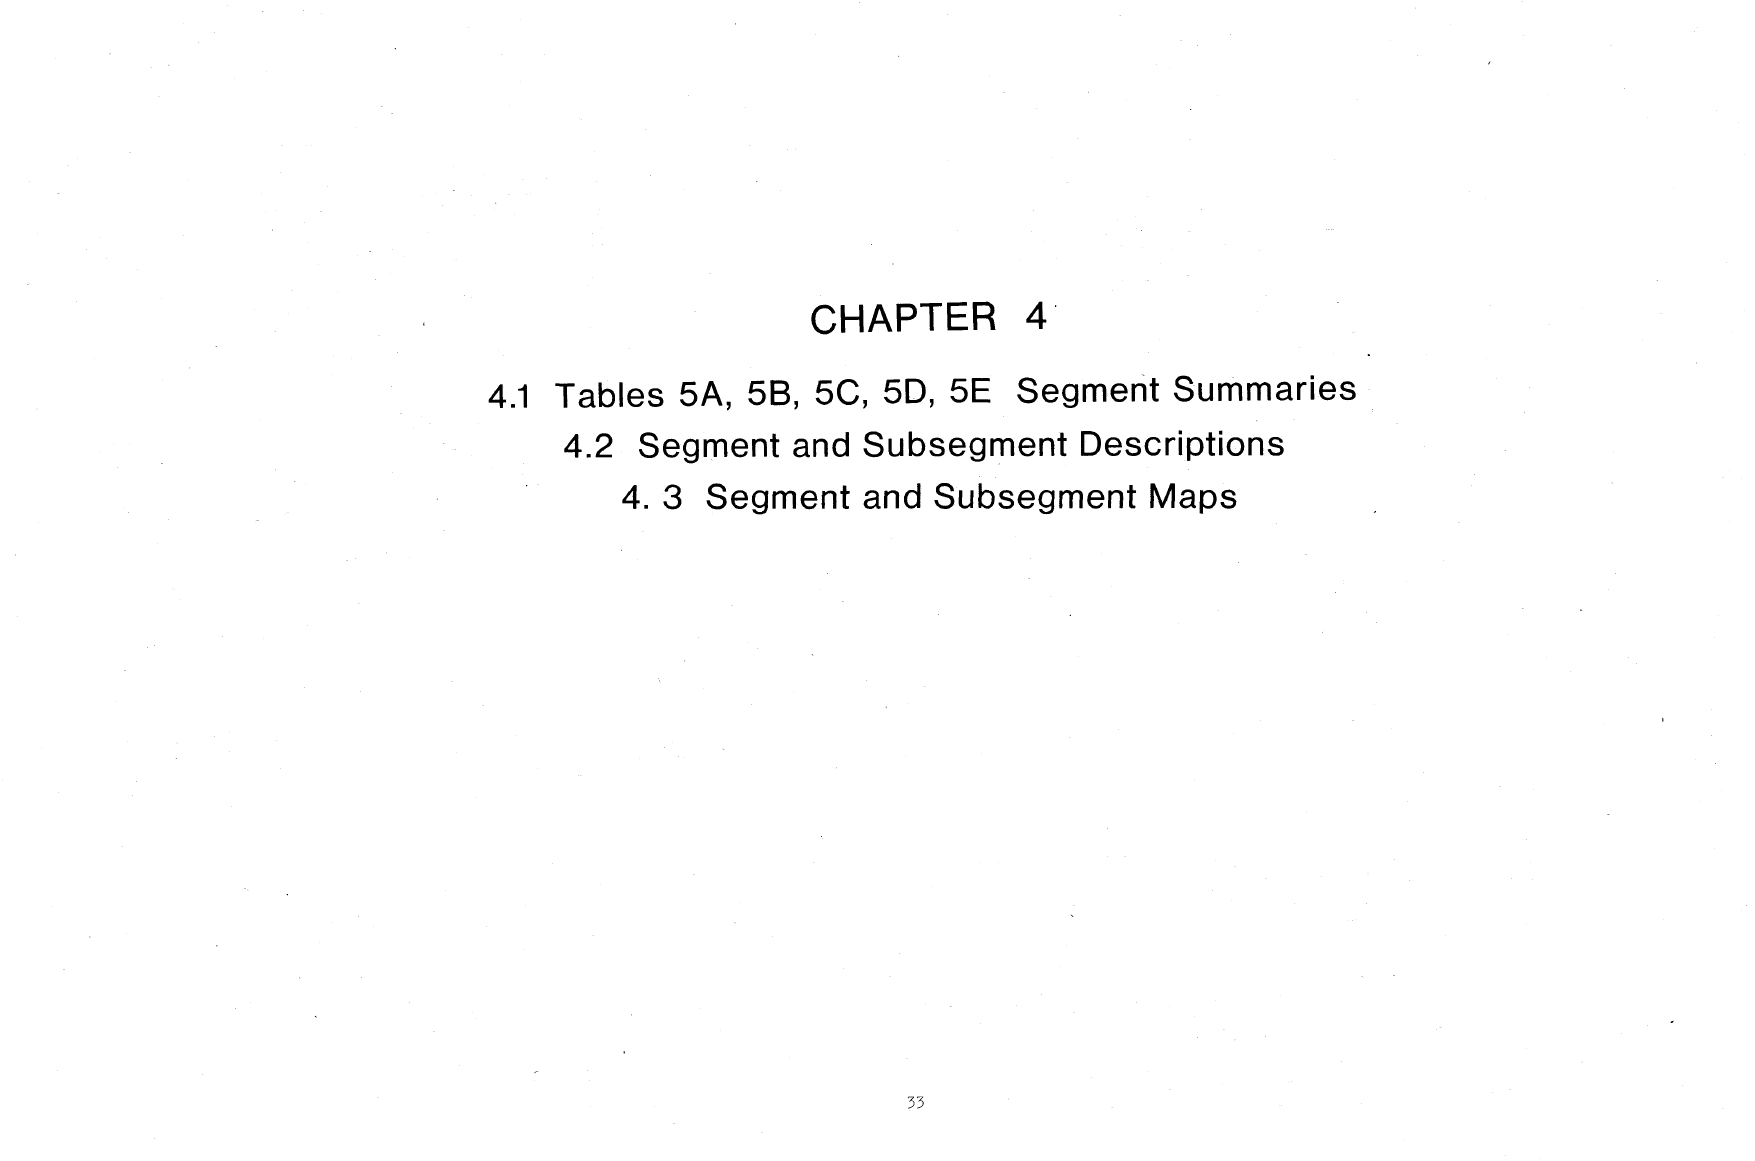 CHAPTER 4
4.1 Tables 5A, 5B, 5C, 5D, 5E Segment Summaries
4.2 Segment and Subsegment Descriptions
4. 3 Segment and Subsegment Maps
33